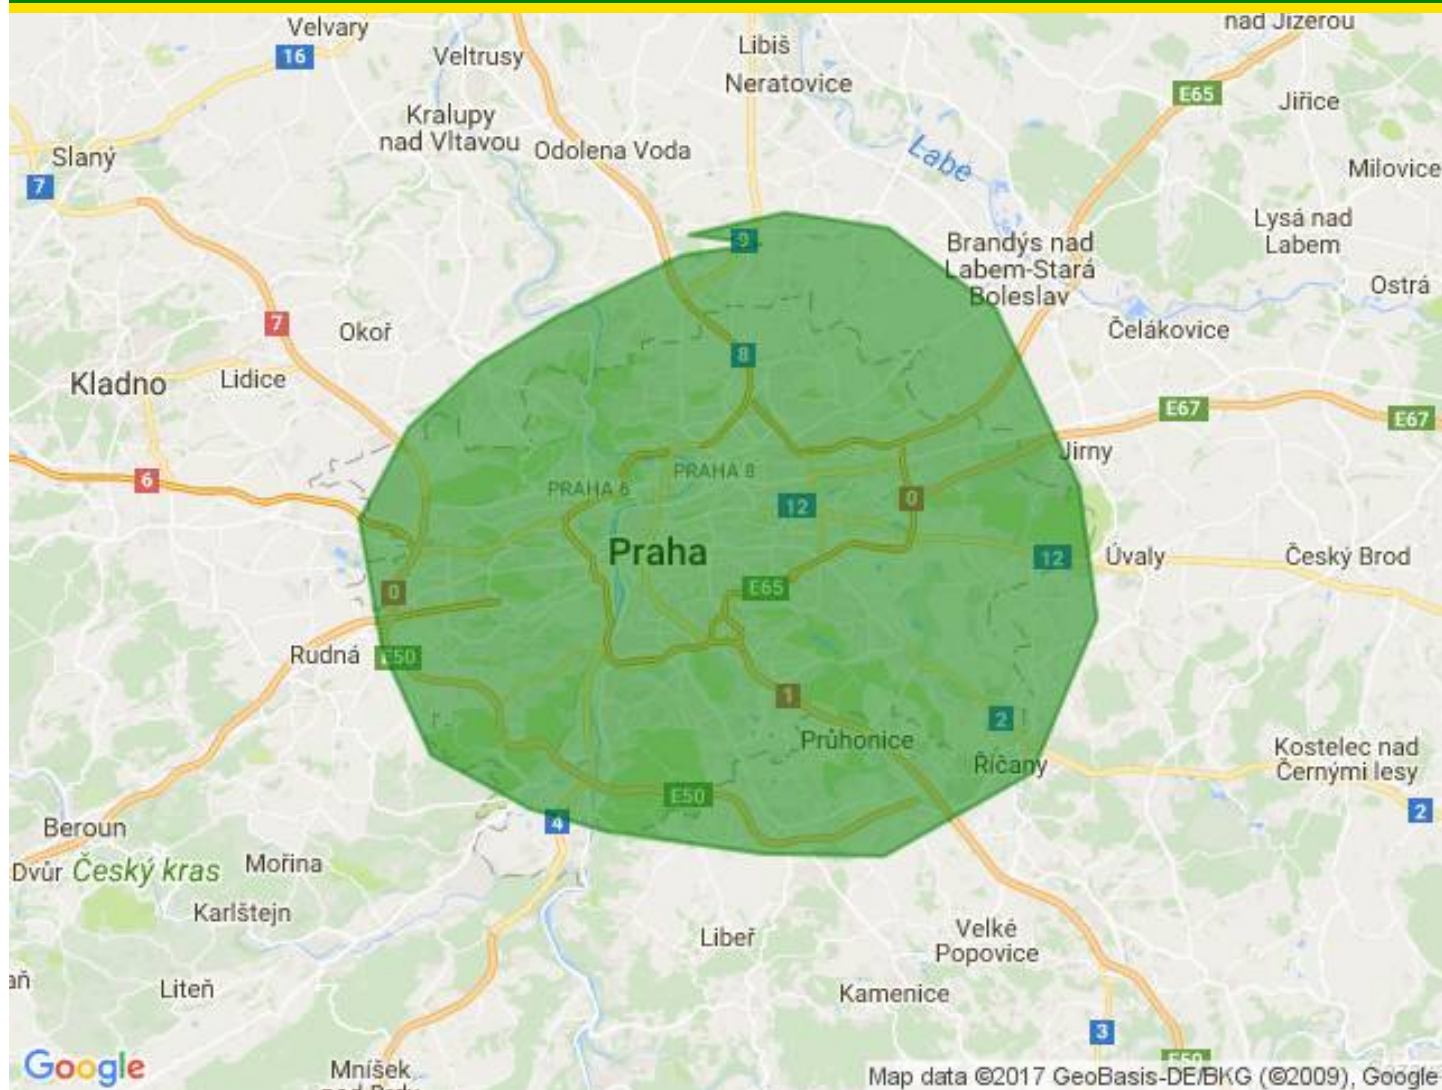 Velvary
nad Jizerou
16
Veltrusy
Libiš
Neratovice
E65
Jiřice
Kralupy
nad Vltavou
Odolena Voda
Labe
Slaný
7
Milovice
Lysá nad
Labem
9
Brandýs nad
Labem-Stará
Boleslav
Ostrá
7
Okoř
Čelákovice
8
Kladno
Lidice
E67
E67
Jirny
6
PRAHA 8
PRAHA 6
12
0
Praha
12
Úvaly
Český Brod
0
E65
Rudná
E50
1
2
Průhonice
Říčany
Kostelec nad
Černými lesy
E50
4
2
Beroun
Dvůr
Český kras
Mořina
Karlštejn
Libeř
Velké
Popovice
aň
Liteň
Kamenice
3
Google
Mníšek
E50
Map data ©2017 GeoBasis-DE/BKG (©2009), Google